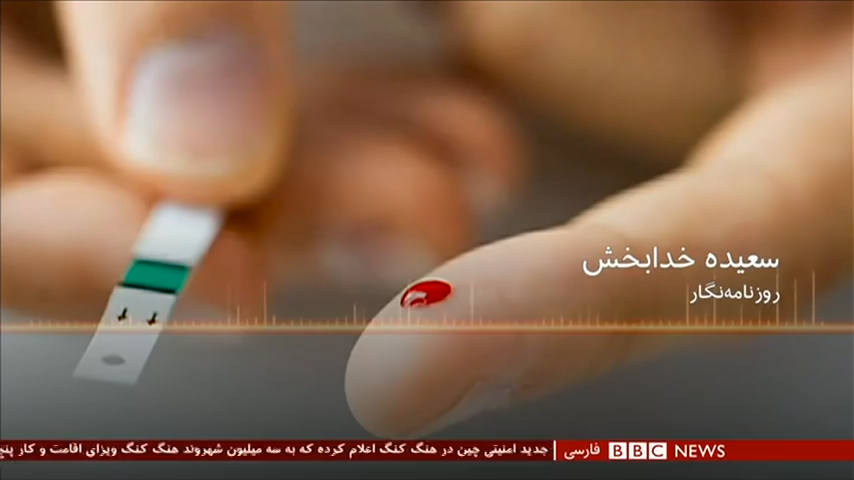 سعیده خدابخش
روزنامه‌نگار
BBC NEWS فارسی
جدید امنیتی چین در هنگ کنگ اعلام کرده که به سه میلیون شهروند هنگ کنگ ویزای اقامت و کار پنج